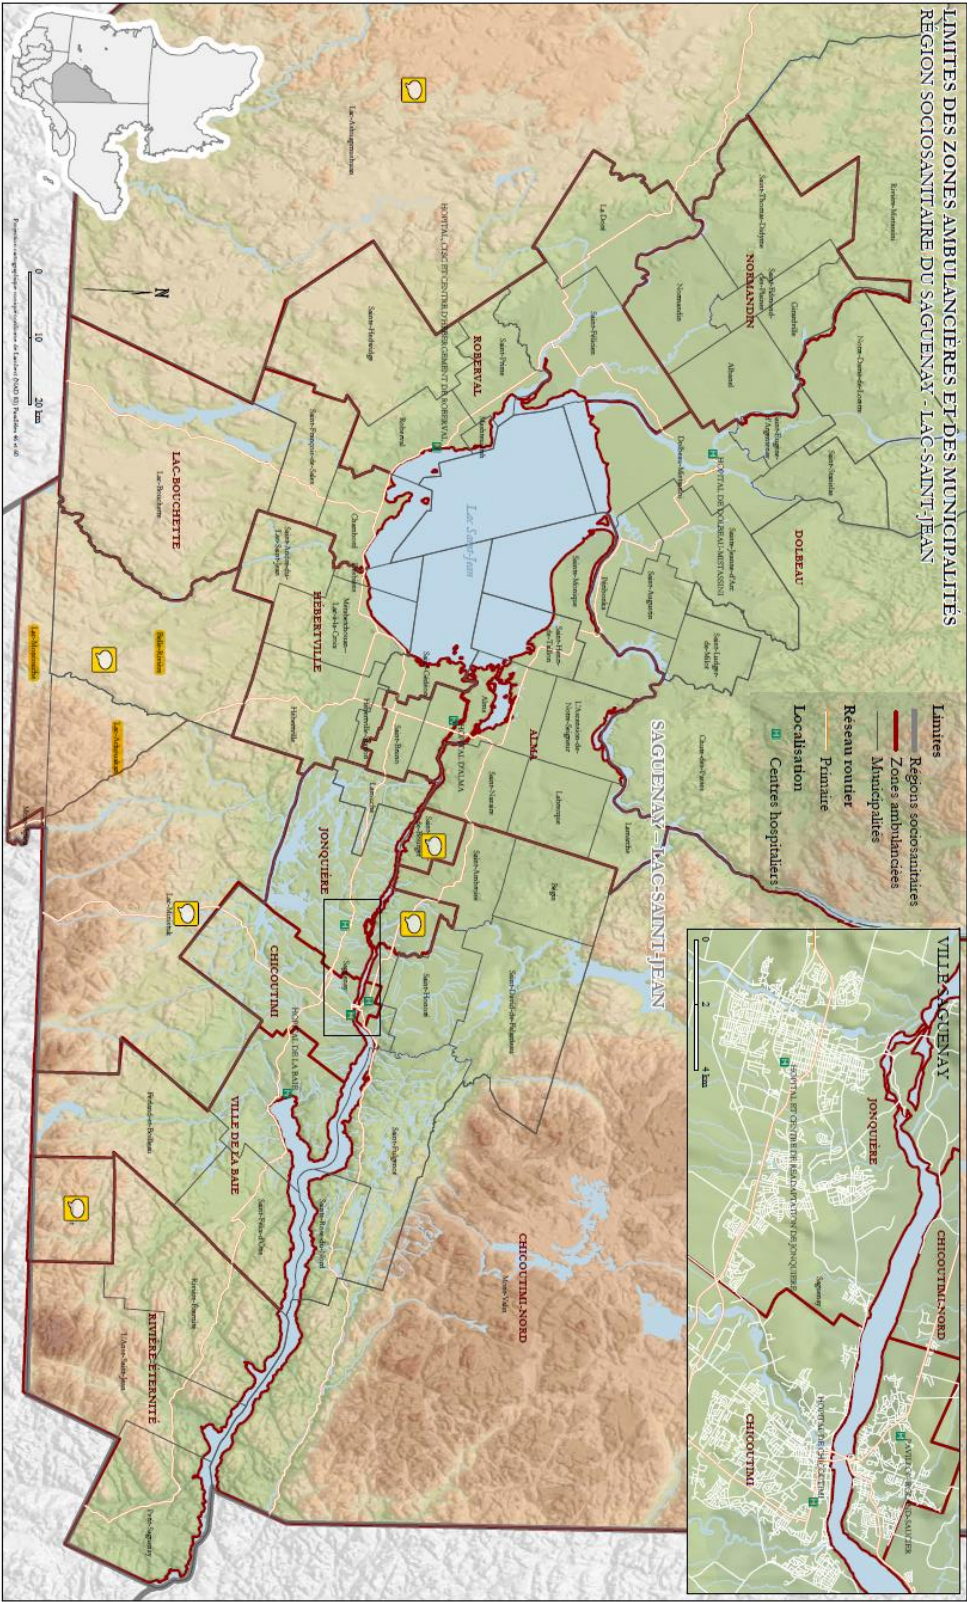 LIMITES DES ZONES AMBULANCIÈRES ET DES MUNICIPALITÉS
RÉGION SOCIOSANITAIRE DU SAGUENAY - LAC-SAINT-JEAN
Limites
Régions sociosanitaires
Zones ambulancières
Municipalités
Réseau routier
Primaire
Localisation
Centres hospitaliers
VILLE SAGUENAY
JONQUIÈRE
CHICOUTIMI-NORD
HÔPITAL ET CENTRE DE RÉADAPTATION DE JONQUIÈRE
Saguenay
HÔPITAL DE CHICOUTIMI
CHICOUTIMI
0 2 4 km
Rivière-Mistassini
Saint-Thomas-Didyme
Saint-Edmond-les-Plaines
Girardville
Notre-Dame-de-Lorette
NORMANDIN
Normandin
Albanel
Saint-Stanislas
DOLBEAU
La Doré
Saint-Félicien
Dolbeau-Mistassini
HÔPITAL DE DOLBEAU-MISTASSINI
Sainte-Jeanne-d'Arc
Saint-Augustin
Péribonka
Saint-Ludger-de-Milot
Sainte-Monique
Saint-Henri-de-Taillon
Chute-des-Passes
SAGUENAY - LAC-SAINT-JEAN
L'Ascension-de-Notre-Seigneur
Labrecque
Lamarche
ALMA
Alma
HÔPITAL D'ALMA
Saint-Nazaire
Saint-Ambroise
Bégin
Saint-David-de-Falardeau
Saint-Honoré
CHICOUTIMI-NORD
Mont-Valin
Saint-Fulgence
Sainte-Rose-du-Nord
Lac-Ashuapmushuan
HÔPITAL, CLSC ET CENTRE D'HÉBERGEMENT DE ROBERVAL
ROBERVAL
Saint-Prime
Mashteuiatsh
Roberval
Sainte-Hedwidge
Lac Saint-Jean
Saint-François-de-Sales
Chambord
LAC-BOUCHETTE
Lac-Bouchette
Saint-André-du-Lac-Saint-Jean
Métabetchouan--Lac-à-la-Croix
HÉBERTVILLE
Hébertville
Saint-Bruno
Larouche
Belle-Rivière
Lac-Moncouche
Lac-Achouakan
JONQUIÈRE
Saguenay
Lac-Ministuk
CHICOUTIMI
HÔPITAL DE LA BAIE
VILLE DE LA BAIE
Ferland-et-Boilleau
Saint-Félix-d'Otis
Rivière-Éternité
RIVIÈRE-ÉTERNITÉ
L'Anse-Saint-Jean
Petit-Saguenay
N
0 10 20 km